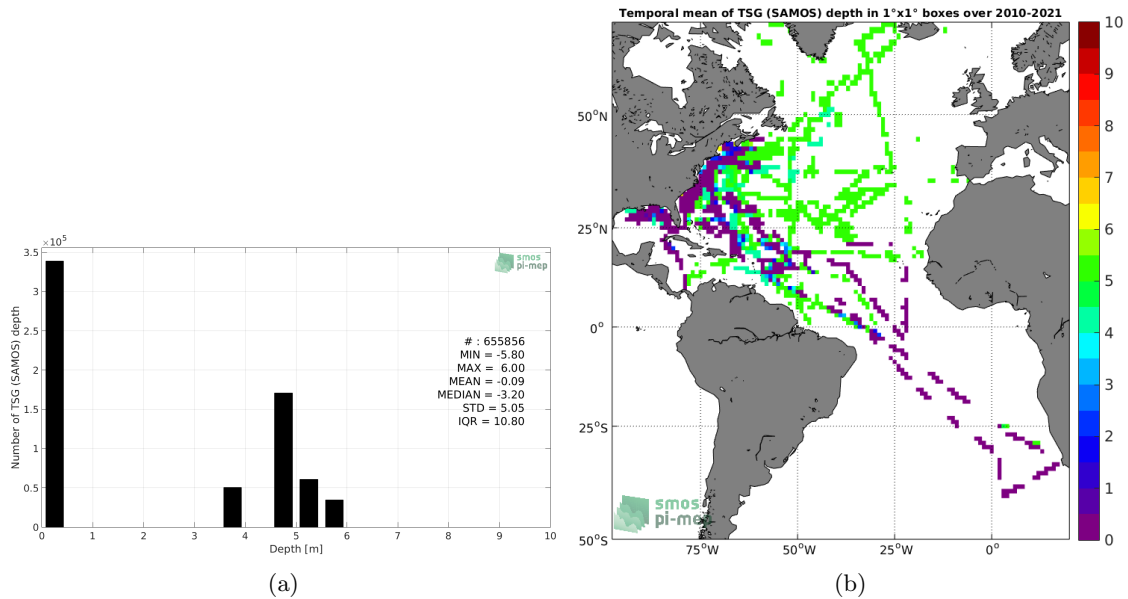 Temporal mean of TSG (SAMOS) depth in 1°x1° boxes over 2010-2021
×10⁵
3.5
3
2.5
2
1.5
1
0.5
0
Number of TSG (SAMOS) depth
smos
pi-mep
# : 655856
MIN = -5.80
MAX = 6.00
MEAN = -0.09
MEDIAN = -3.20
STD = 5.05
IQR = 10.80
0 1 2 3 4 5 6 7 8 9 10
Depth [m]
(a)
50°N
25°N
0°
25°S
50°S
75°W 50°W 25°W 0°
smos
pi-mep
10
9
8
7
6
5
4
3
2
1
0
(b)